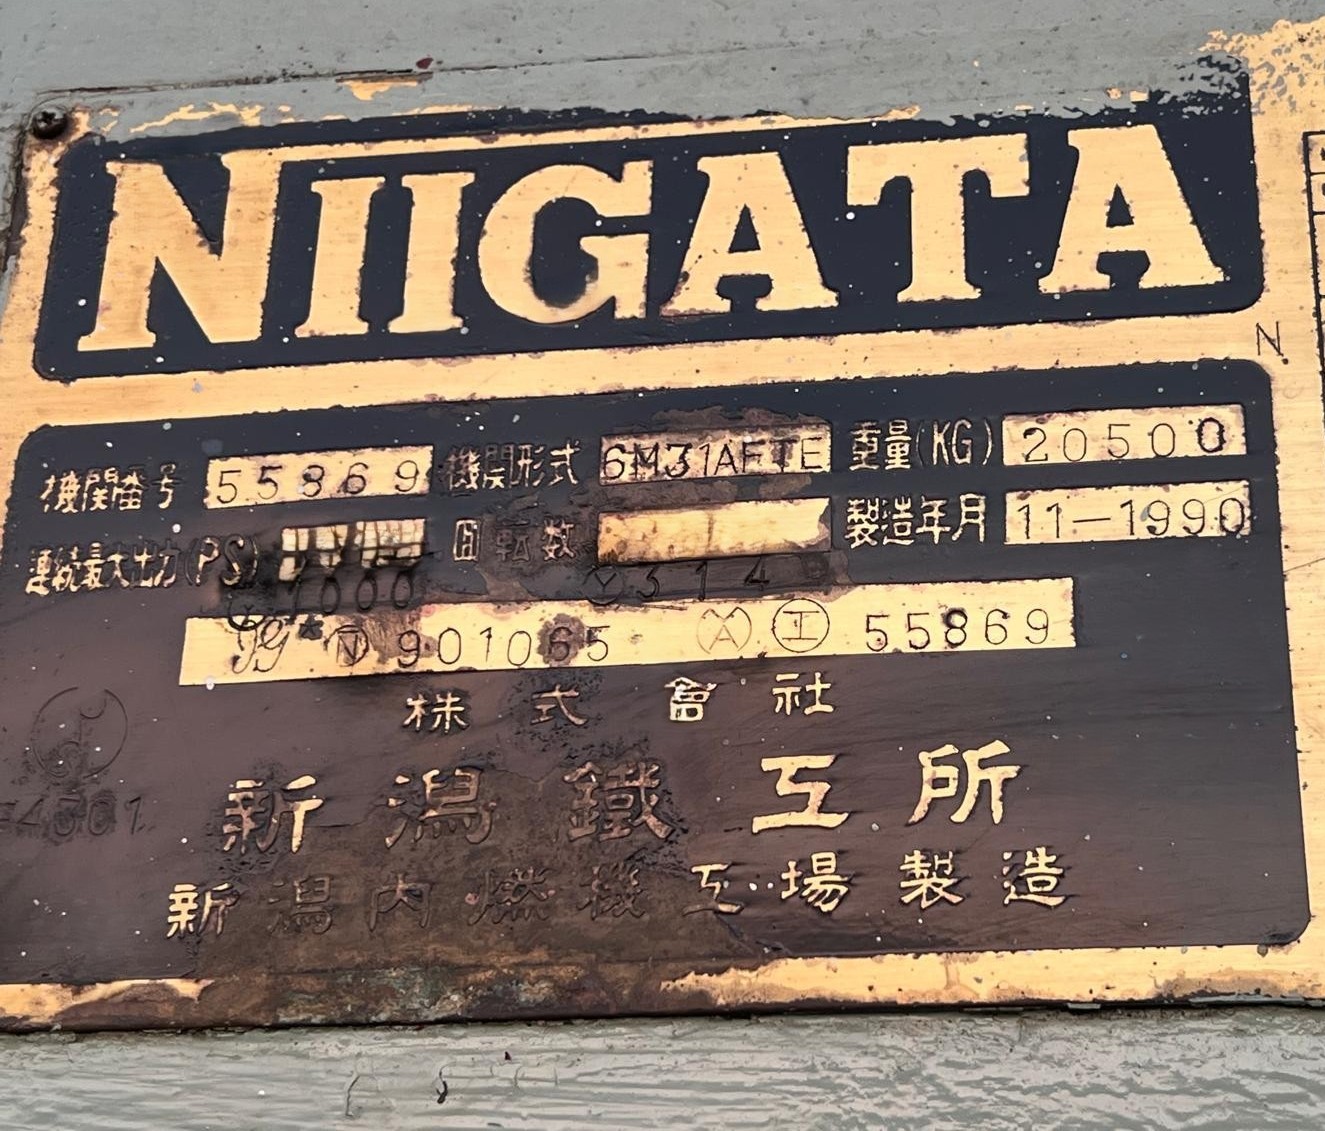 NIIGATA
N
機関番号 55869 機関形式 6M31AFTE 重量(KG) 20500
連続最大出力(PS) 回転数 製造年月 11-1990
1000 314
901065 工 55869
株式會社
新潟鐵工所
新潟内燃機工場製造